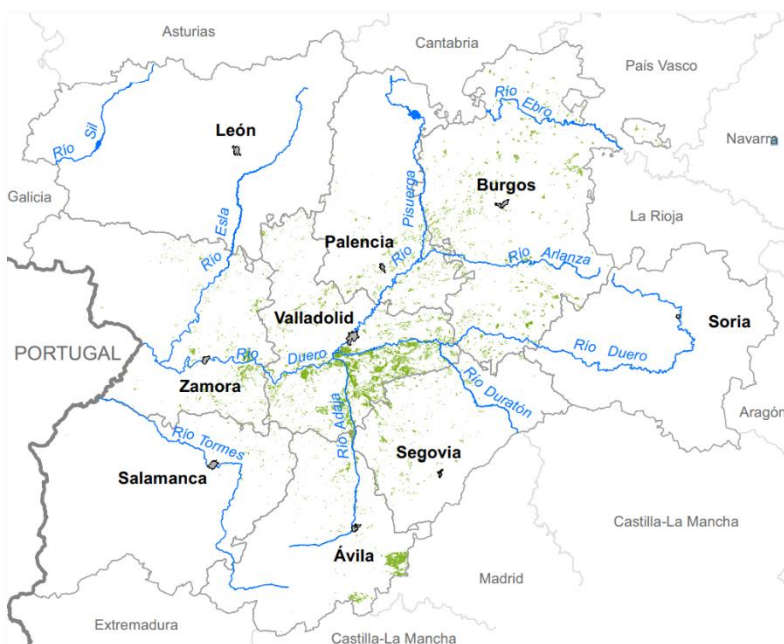 Asturias
Cantabria
País Vasco
Río Ebro
Río Sil
León
Navarra
Galicia
Burgos
Río Pisuerga
La Rioja
Río Esla
Palencia
Río Arlanza
Valladolid
Soria
PORTUGAL
Río Duero
Río Duero
Zamora
Río Duratón
Aragón
Río Adaja
Río Tormes
Segovia
Salamanca
Castilla-La Mancha
Ávila
Madrid
Extremadura
Castilla-La Mancha